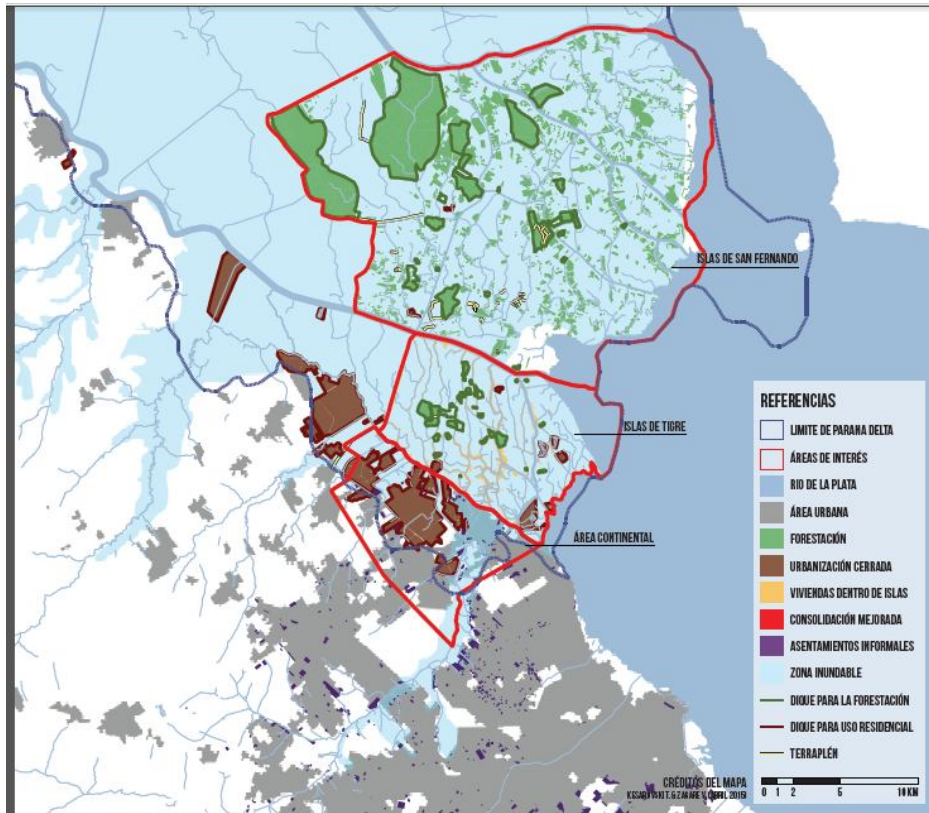 ISLAS DE SAN FERNANDO
ISLAS DE TIGRE
ÁREA CONTINENTAL
REFERENCIAS
LIMITE DE PARANA DELTA
ÁREAS DE INTERÉS
RIO DE LA PLATA
ÁREA URBANA
FORESTACIÓN
URBANIZACIÓN CERRADA
VIVIENDAS DENTRO DE ISLAS
CONSOLIDACIÓN MEJORADA
ASENTAMIENTOS INFORMALES
ZONA INUNDABLE
DIQUE PARA LA FORESTACIÓN
DIQUE PARA USO RESIDENCIAL
TERRAPLÉN
0 1 2 5 10 KM
CRÉDITOS DEL MAPA